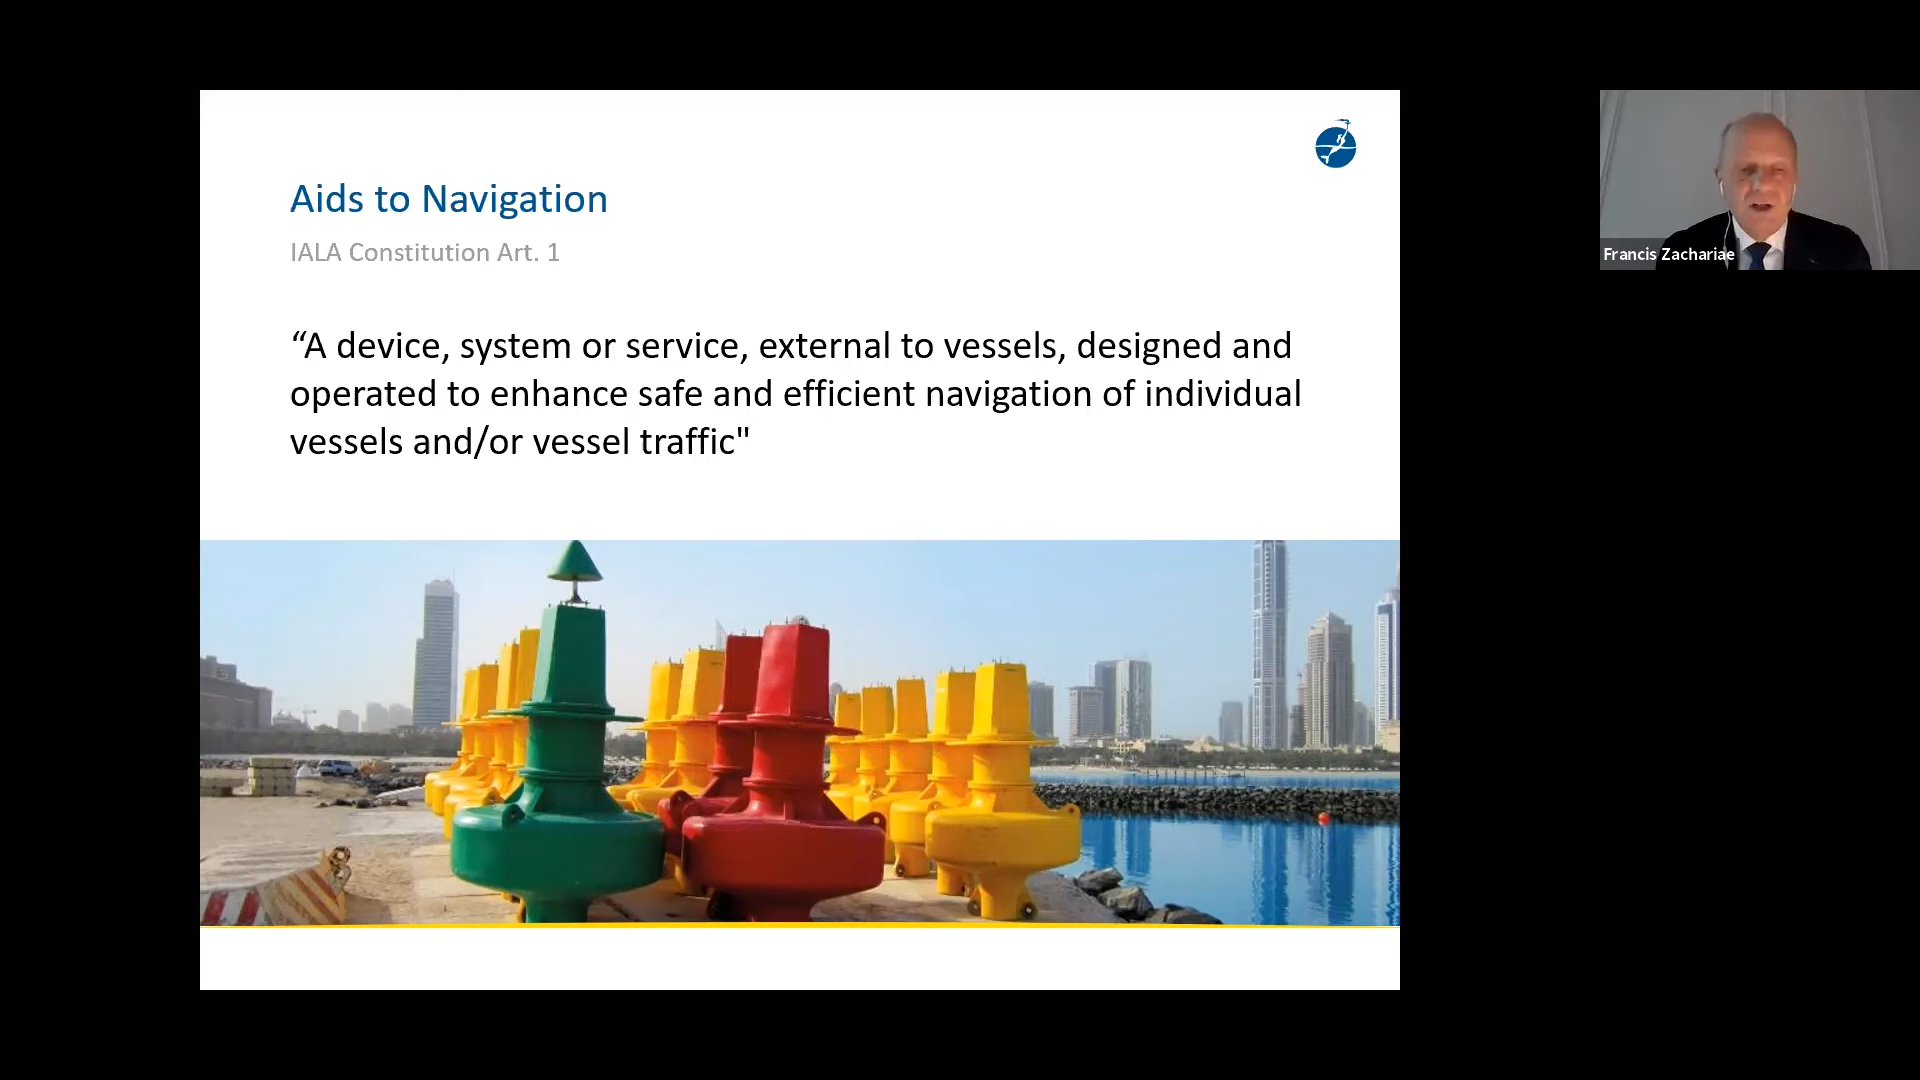 Aids to Navigation
IALA Constitution Art. 1
“A device, system or service, external to vessels, designed and
operated to enhance safe and efficient navigation of individual
vessels and/or vessel traffic"
Francis Zachariae